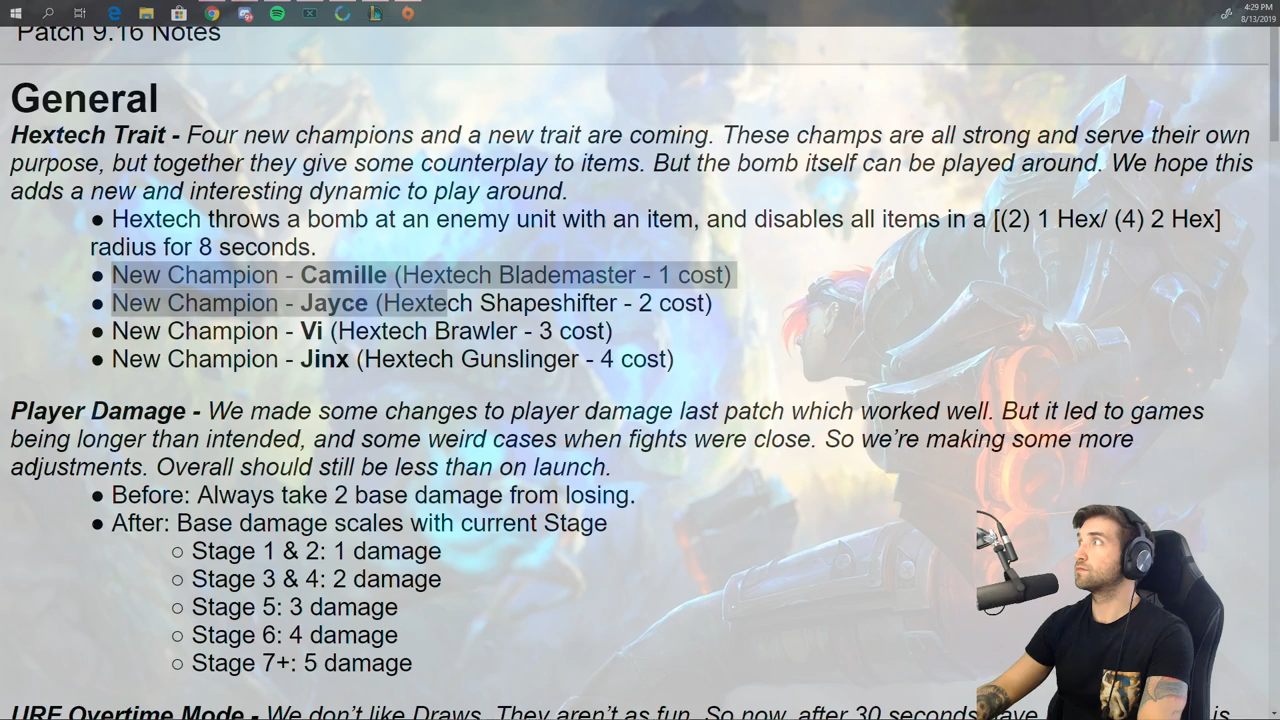 4:29 PM
8/13/2019
Patch 9.16 Notes
General
Hextech Trait - Four new champions and a new trait are coming. These champs are all strong and serve their own
purpose, but together they give some counterplay to items. But the bomb itself can be played around. We hope this
adds a new and interesting dynamic to play around.
● Hextech throws a bomb at an enemy unit with an item, and disables all items in a [(2) 1 Hex/ (4) 2 Hex]
radius for 8 seconds.
● New Champion - Camille (Hextech Blademaster - 1 cost)
● New Champion - Jayce (Hextech Shapeshifter - 2 cost)
● New Champion - Vi (Hextech Brawler - 3 cost)
● New Champion - Jinx (Hextech Gunslinger - 4 cost)
Player Damage - We made some changes to player damage last patch which worked well. But it led to games
being longer than intended, and some weird cases when fights were close. So we're making some more
adjustments. Overall should still be less than on launch.
● Before: Always take 2 base damage from losing.
● After: Base damage scales with current Stage
○ Stage 1 & 2: 1 damage
○ Stage 3 & 4: 2 damage
○ Stage 5: 3 damage
○ Stage 6: 4 damage
○ Stage 7+: 5 damage
URF Overtime Mode - We don't like Draws. They aren't as fun. So now, after 30 seconds have is